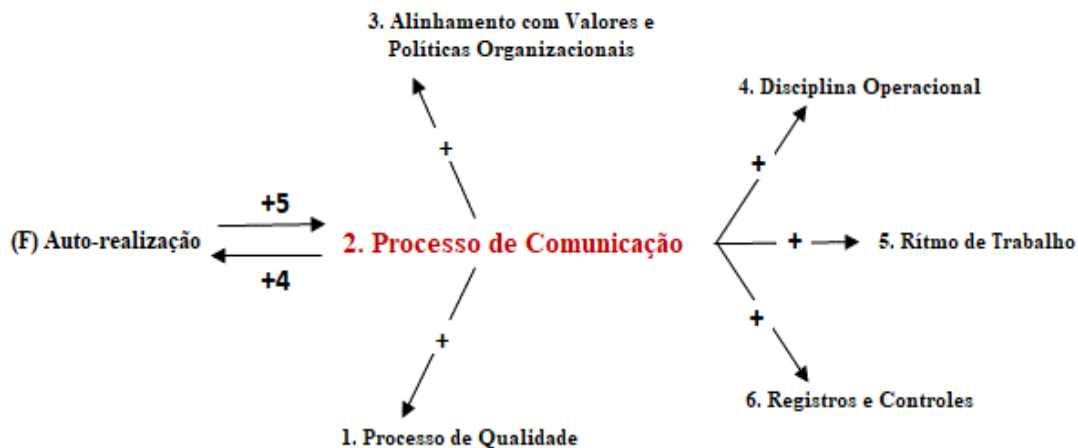 3. Alinhamento com Valores e
Políticas Organizacionais
4. Disciplina Operacional
+
+
+5
(F) Auto-realização
2. Processo de Comunicação
+
5. Rítmo de Trabalho
+4
+
+
6. Registros e Controles
1. Processo de Qualidade